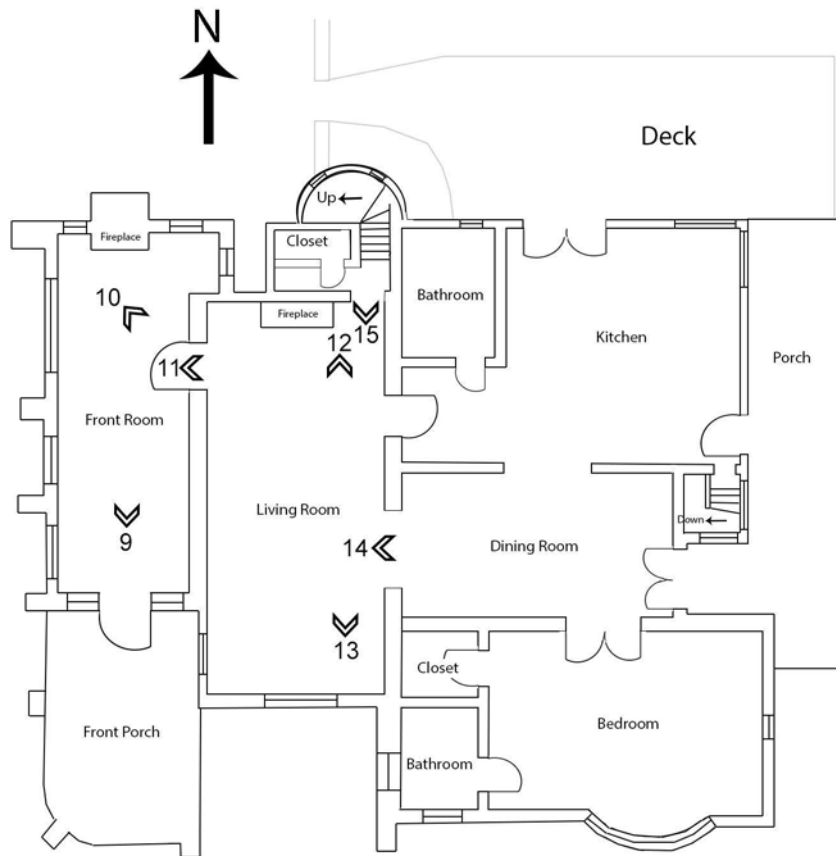 N
Deck
Up
Closet
Fireplace
Bathroom
10
Fireplace
15
12
Kitchen
Porch
11
Front Room
Living Room
9
14
Dining Room
Down
13
Closet
Front Porch
Bedroom
Bathroom